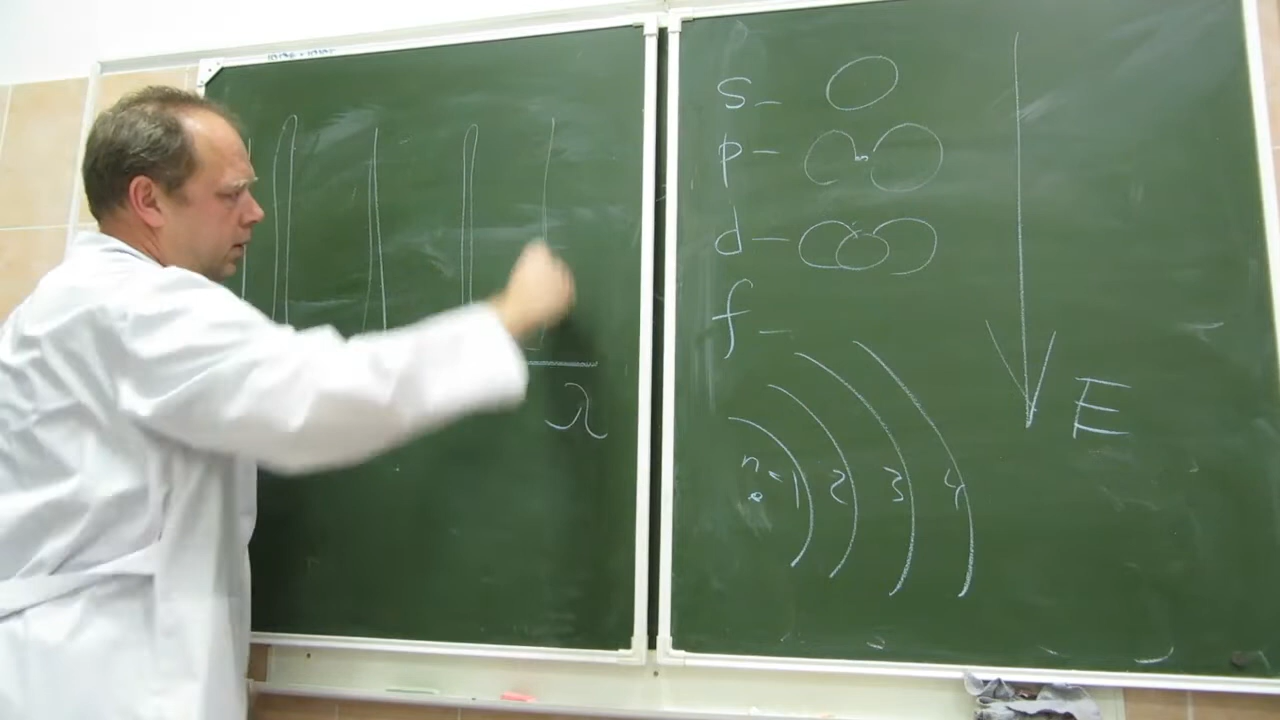 λ
s –
p –
d –
f –
E
n = 1 2 3 4